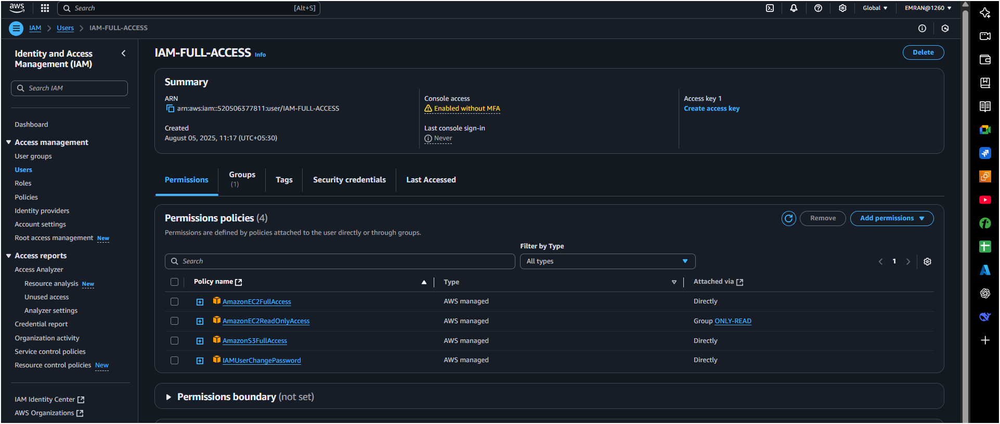 aws
Search [Alt+S]
Global
EMRAN@1260
IAM
Users
IAM-FULL-ACCESS
Identity and Access
Management (IAM)
Search IAM
Dashboard
Access management
User groups
Users
Roles
Policies
Identity providers
Account settings
Root access management New
Access reports
Access Analyzer
Resource analysis New
Unused access
Analyzer settings
Credential report
Organization activity
Service control policies
Resource control policies New
IAM Identity Center
AWS Organizations
IAM-FULL-ACCESS Info
Delete
Summary
ARN
arn:aws:iam::520506377811:user/IAM-FULL-ACCESS
Created
August 05, 2025, 11:17 (UTC+05:30)
Console access
Enabled without MFA
Last console sign-in
Never
Access key 1
Create access key
Permissions
Groups
(1)
Tags
Security credentials
Last Accessed
Permissions policies (4)
Permissions are defined by policies attached to the user directly or through groups.
Remove
Add permissions
Filter by Type
Search
All types
1
Policy name Type Attached via
AmazonEC2FullAccess AWS managed Directly
AmazonEC2ReadOnlyAccess AWS managed Group ONLY-READ
AmazonS3FullAccess AWS managed Directly
IAMUserChangePassword AWS managed Directly
Permissions boundary (not set)